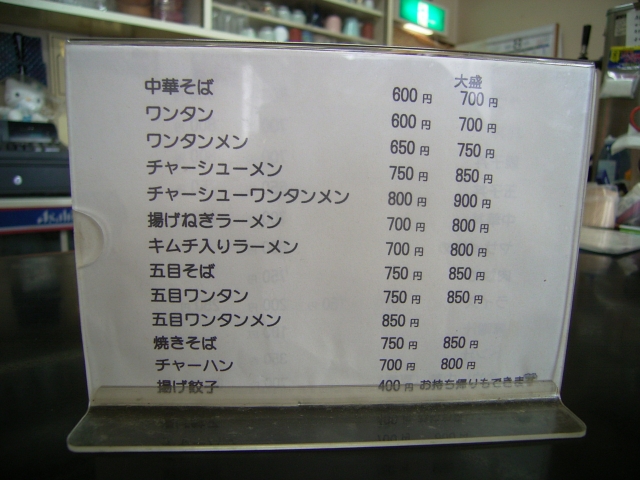 大盛
中華そば 600円 700円
ワンタン 600円 700円
ワンタンメン 650円 750円
チャーシューメン 750円 850円
チャーシューワンタンメン 800円 900円
揚げねぎラーメン 700円 800円
キムチ入りラーメン 700円 800円
五目そば 750円 850円
五目ワンタン 750円 850円
五目ワンタンメン 850円
焼きそば 750円 850円
チャーハン 700円 800円
揚げ餃子 400円 お持ち帰りもできます
Asahi